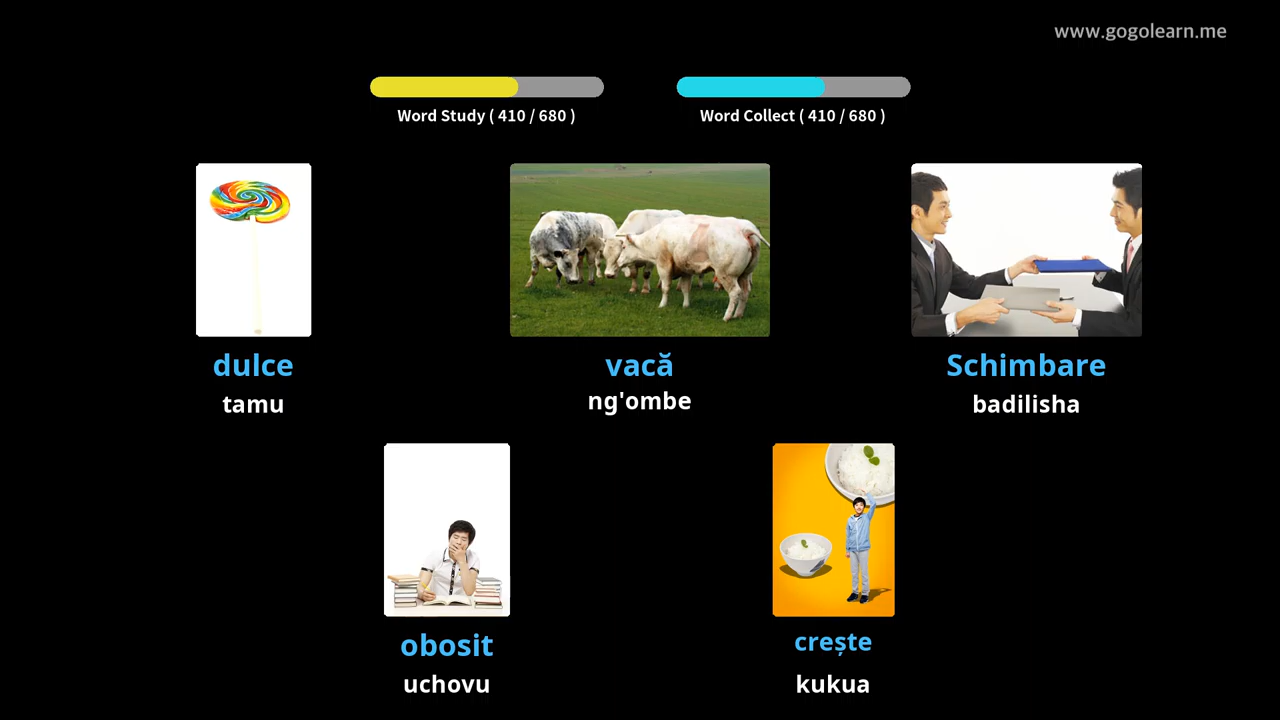 www.gogolearn.me
Word Study ( 410 / 680 )
Word Collect ( 410 / 680 )
dulce
tamu
vacă
ng'ombe
Schimbare
badilisha
obosit
uchovu
crește
kukua